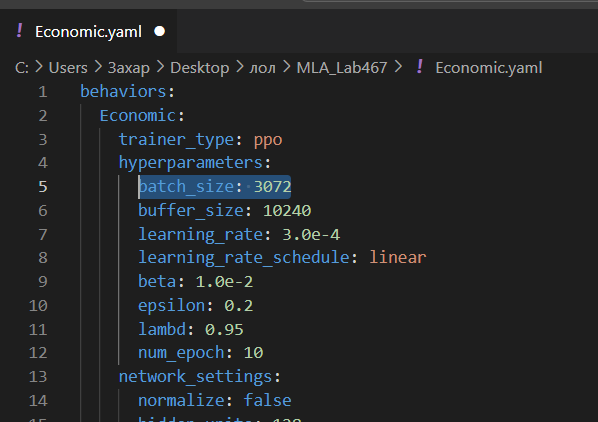 ! Economic.yaml ●
C: > Users > Захар > Desktop > лол > MLA_Lab467 > ! Economic.yaml
1 behaviors:
2 Economic:
3 trainer_type: ppo
4 hyperparameters:
5 batch_size: 3072
6 buffer_size: 10240
7 learning_rate: 3.0e-4
8 learning_rate_schedule: linear
9 beta: 1.0e-2
10 epsilon: 0.2
11 lambd: 0.95
12 num_epoch: 10
13 network_settings:
14 normalize: false